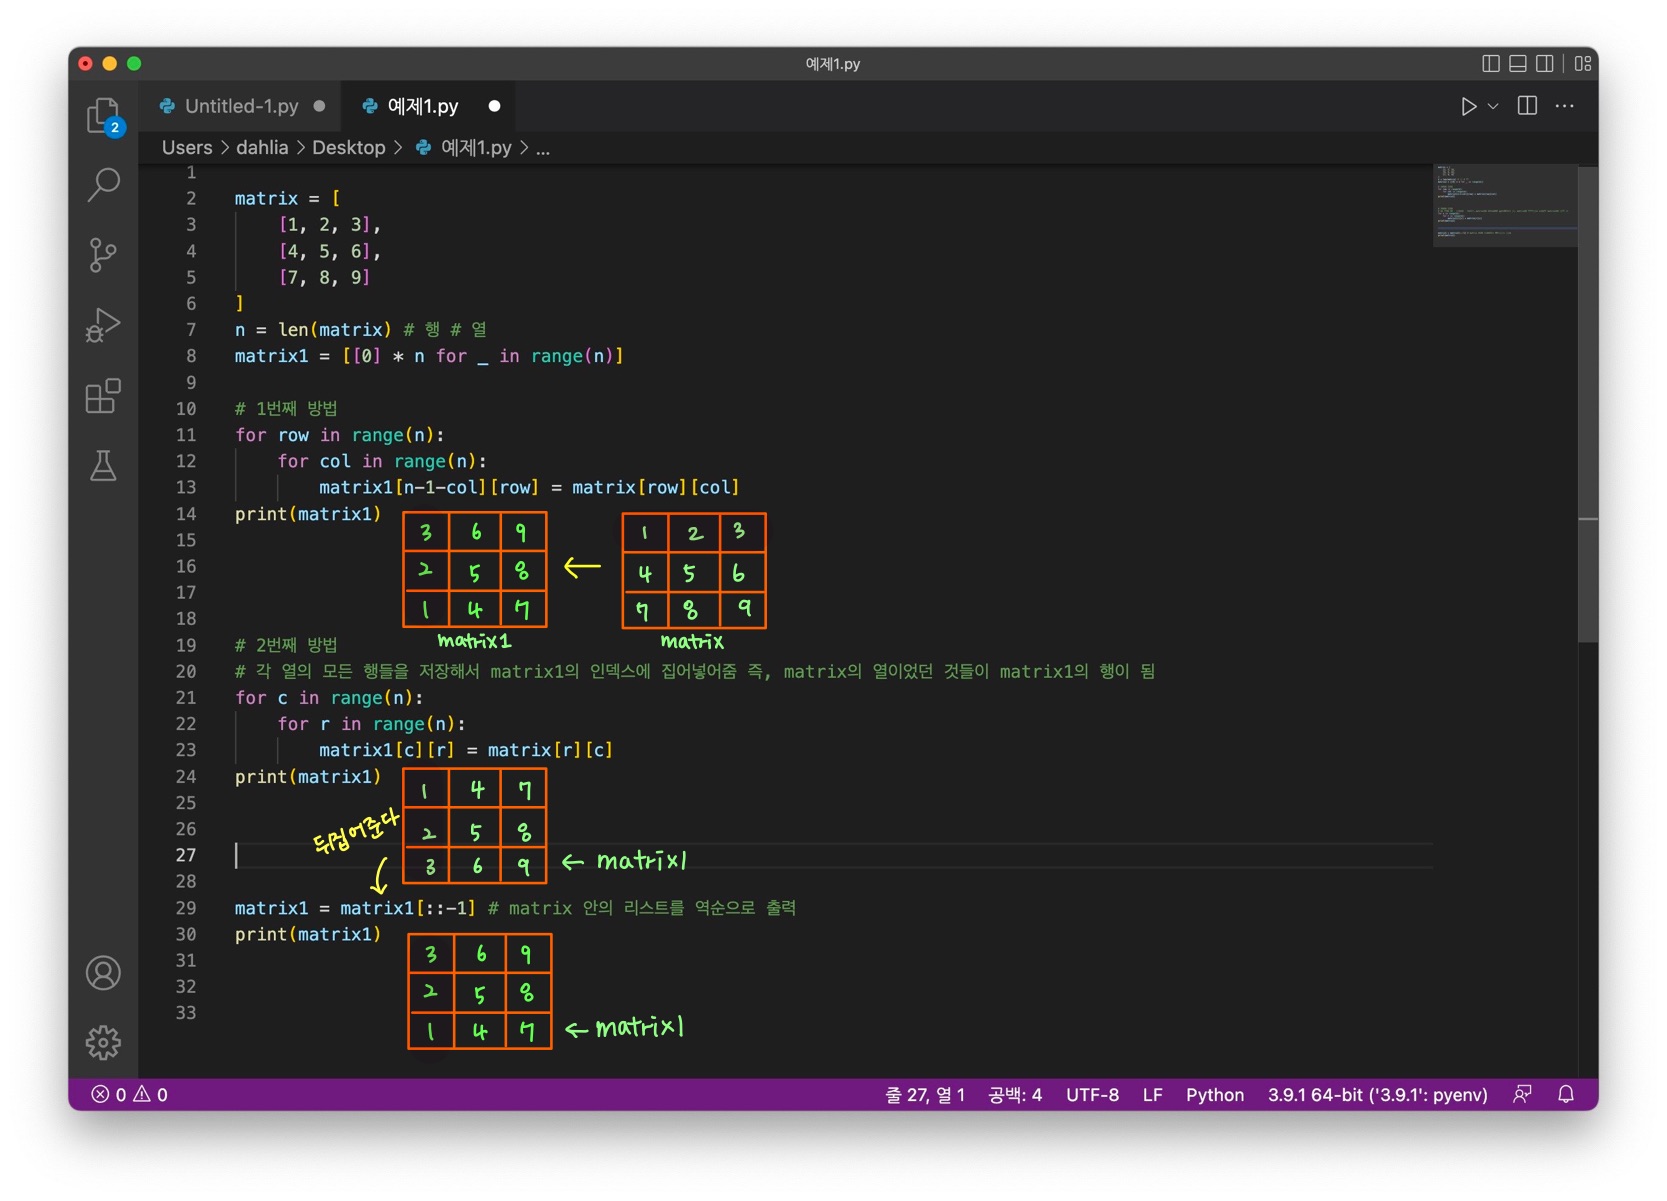 예제1.py
Untitled-1.py
예제1.py
2
Users > dahlia > Desktop > 예제1.py > ...
1
2 matrix = [
3 [1, 2, 3],
4 [4, 5, 6],
5 [7, 8, 9]
6 ]
7 n = len(matrix) # 행 # 열
8 matrix1 = [[0] * n for _ in range(n)]
9
10 # 1번째 방법
11 for row in range(n):
12 for col in range(n):
13 matrix1[n-1-col][row] = matrix[row][col]
14 print(matrix1)
15
16
17
18
3 6 9
2 5 8
1 4 7
matrix1
←
1 2 3
4 5 6
7 8 9
matrix
19 # 2번째 방법
20 # 각 열의 모든 행들을 저장해서 matrix1의 인덱스에 집어넣어줌 즉, matrix의 열이었던 것들이 matrix1의 행이 됨
21 for c in range(n):
22 for r in range(n):
23 matrix1[c][r] = matrix[r][c]
24 print(matrix1)
25
26
27
28
1 4 7
2 5 8
3 6 9
← matrix1
뒤집어준다
29 matrix1 = matrix1[::-1] # matrix 안의 리스트를 역순으로 출력
30 print(matrix1)
31
32
33
3 6 9
2 5 8
1 4 7
← matrix1
0 0
줄 27, 열 1 공백: 4 UTF-8 LF Python 3.9.1 64-bit ('3.9.1': pyenv)